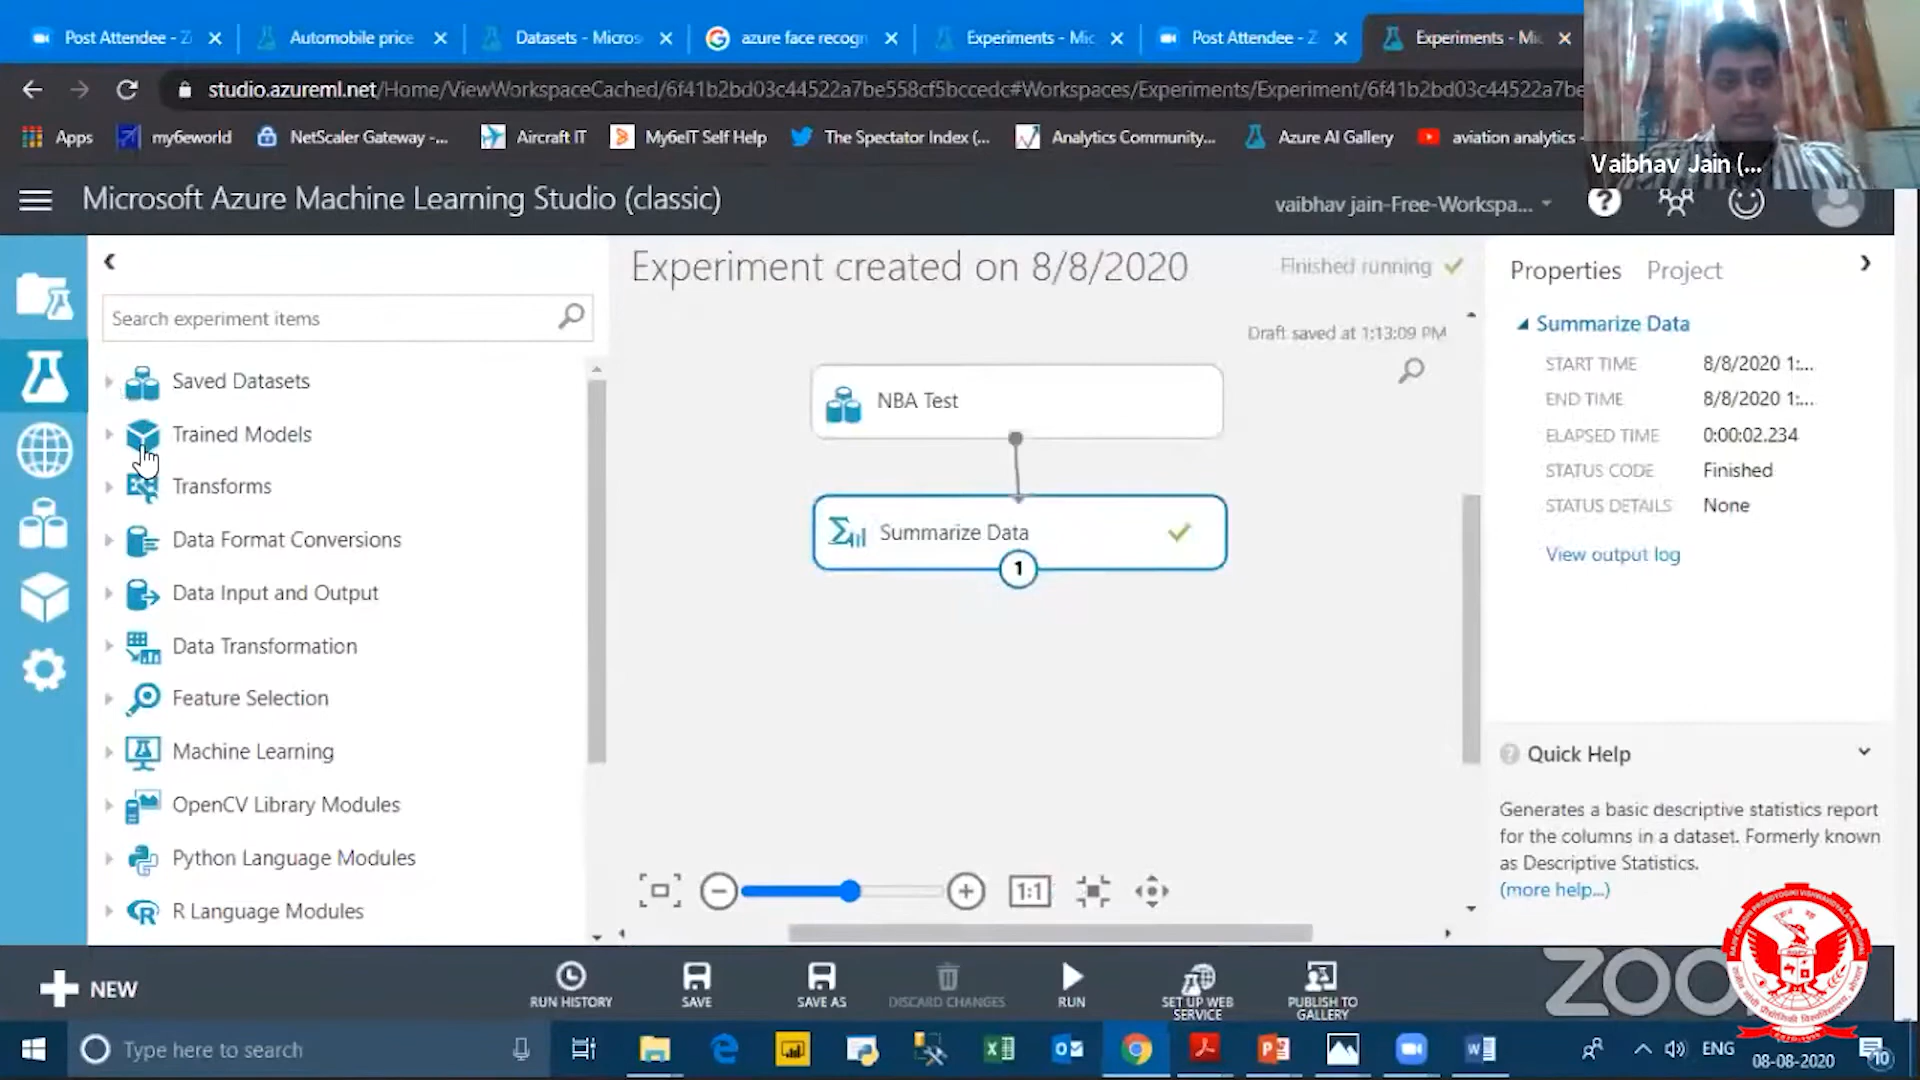 Post Attendee - Z
Automobile price
Datasets - Micros
azure face recogn
Experiments - Mic
Post Attendee - Z
Experiments - Mi
studio.azureml.net/Home/ViewWorkspaceCached/6f41b2bd03c44522a7be558cf5bccedc#Workspaces/Experiments/Experiment/6f41b2bd03c44522a7be
Apps
my6eworld
NetScaler Gateway -...
Aircraft IT
My6eIT Self Help
The Spectator Index (...
Analytics Community...
Azure AI Gallery
aviation analytics -
Vaibhav Jain (...
Microsoft Azure Machine Learning Studio (classic)
vaibhav jain-Free-Workspa...
Search experiment items
Saved Datasets
Trained Models
Transforms
Data Format Conversions
Data Input and Output
Data Transformation
Feature Selection
Machine Learning
OpenCV Library Modules
Python Language Modules
R Language Modules
Experiment created on 8/8/2020
Finished running
Draft saved at 1:13:09 PM
NBA Test
Summarize Data
1
1:1
Properties
Project
Summarize Data
START TIME 8/8/2020 1:...
END TIME 8/8/2020 1:...
ELAPSED TIME 0:00:02.234
STATUS CODE Finished
STATUS DETAILS None
View output log
Quick Help
Generates a basic descriptive statistics report
for the columns in a dataset. Formerly known
as Descriptive Statistics.
(more help...)
NEW
RUN HISTORY
SAVE
SAVE AS
DISCARD CHANGES
RUN
SET UP WEB
SERVICE
PUBLISH TO
GALLERY
Type here to search
ENG
08-08-2020
10